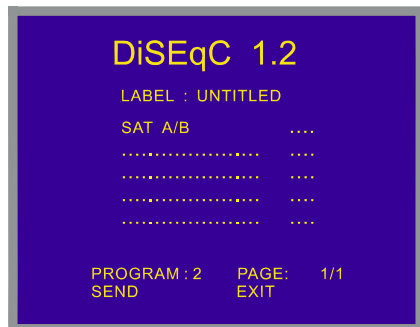 DiSEqC 1.2
LABEL : UNTITLED
SAT A/B ....
.................... ....
.................... ....
.................... ....
.................... ....
PROGRAM : 2 PAGE: 1/1
SEND EXIT